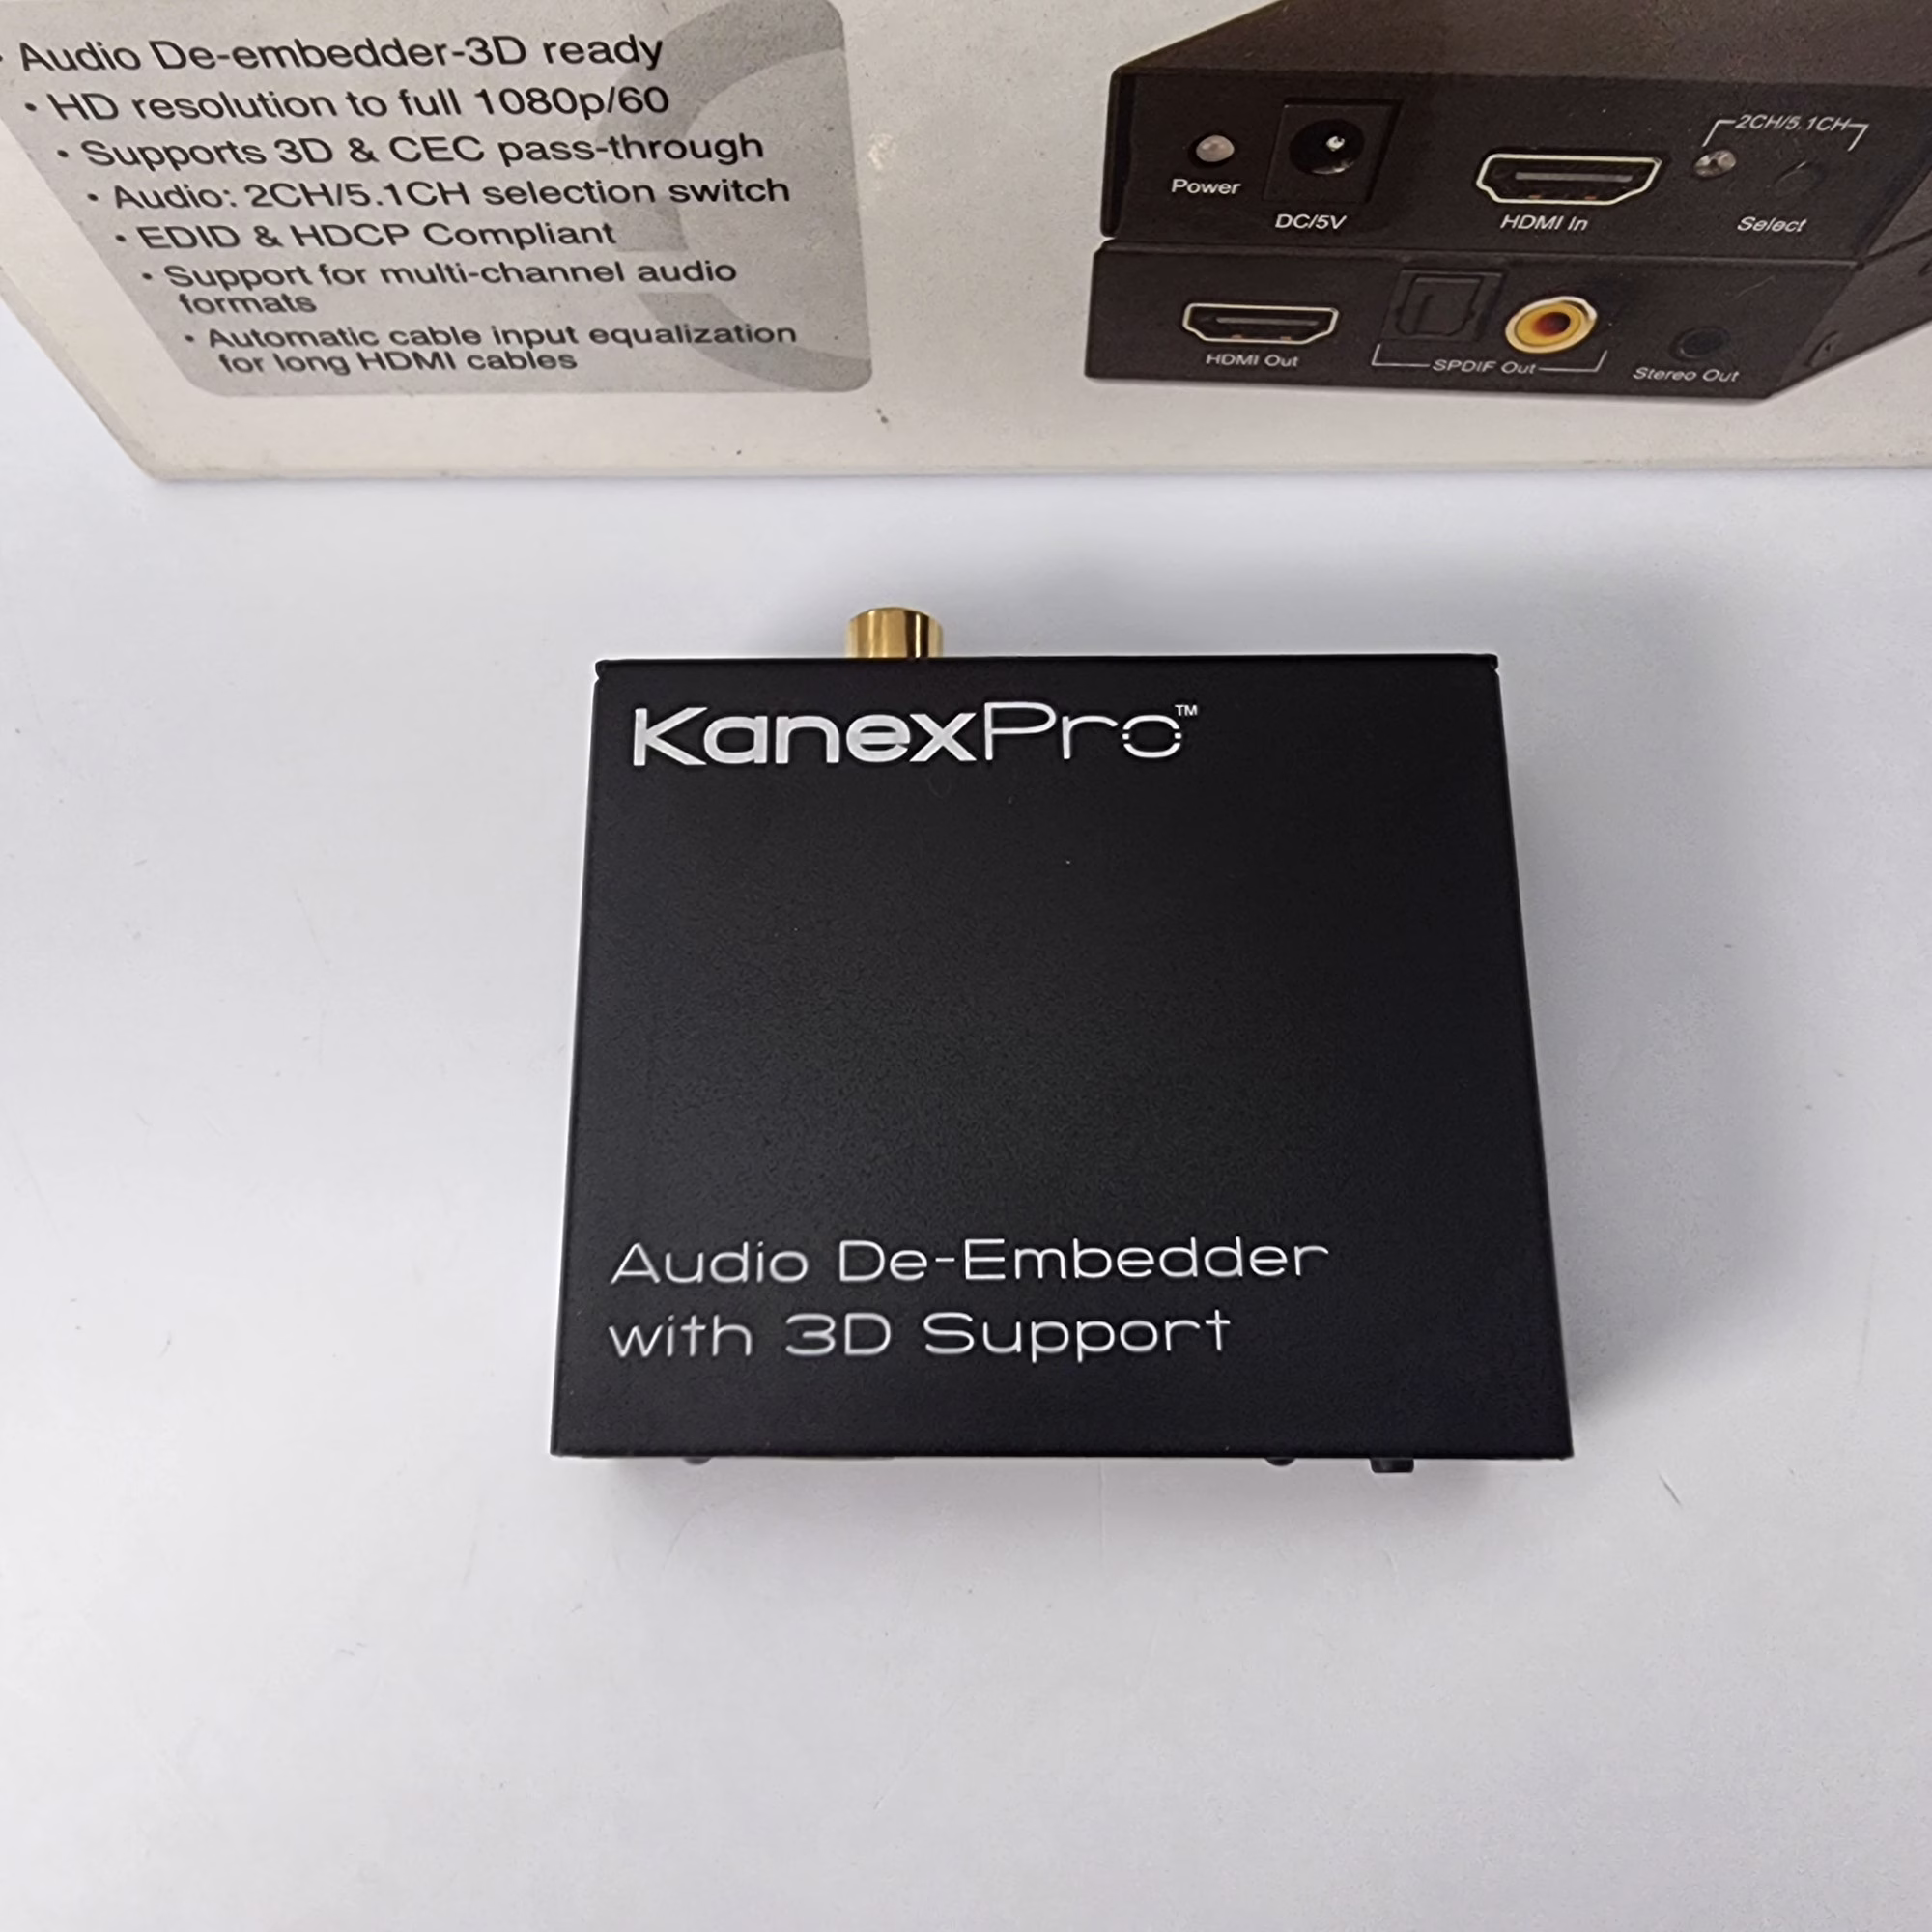 • Audio De-embedder-3D ready
• HD resolution to full 1080p/60
• Supports 3D & CEC pass-through
• Audio: 2CH/5.1CH selection switch
• EDID & HDCP Compliant
• Support for multi-channel audio
formats
• Automatic cable input equalization
for long HDMI cables
2CH/5.1CH
Power
DC/5V
HDMI In
Select
HDMI Out
SPDIF Out
Stereo Out
KanexPro™
Audio De-Embedder
with 3D Support